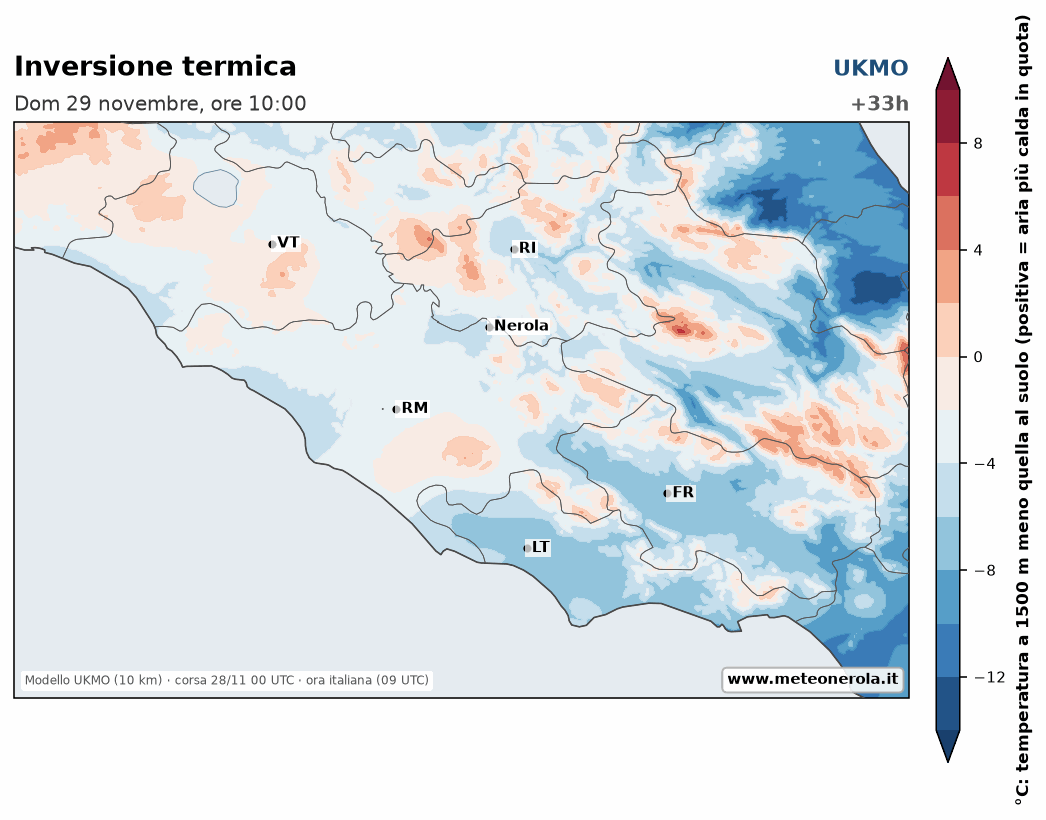 Inversione termica
UKMO
Dom 29 novembre, ore 10:00
+33h
VT
RI
Nerola
RM
FR
LT
Modello UKMO (10 km) · corsa 28/11 00 UTC · ora italiana (09 UTC)
www.meteonerola.it
8
4
0
−4
−8
−12
°C: temperatura a 1500 m meno quella al suolo (positiva = aria più calda in quota)